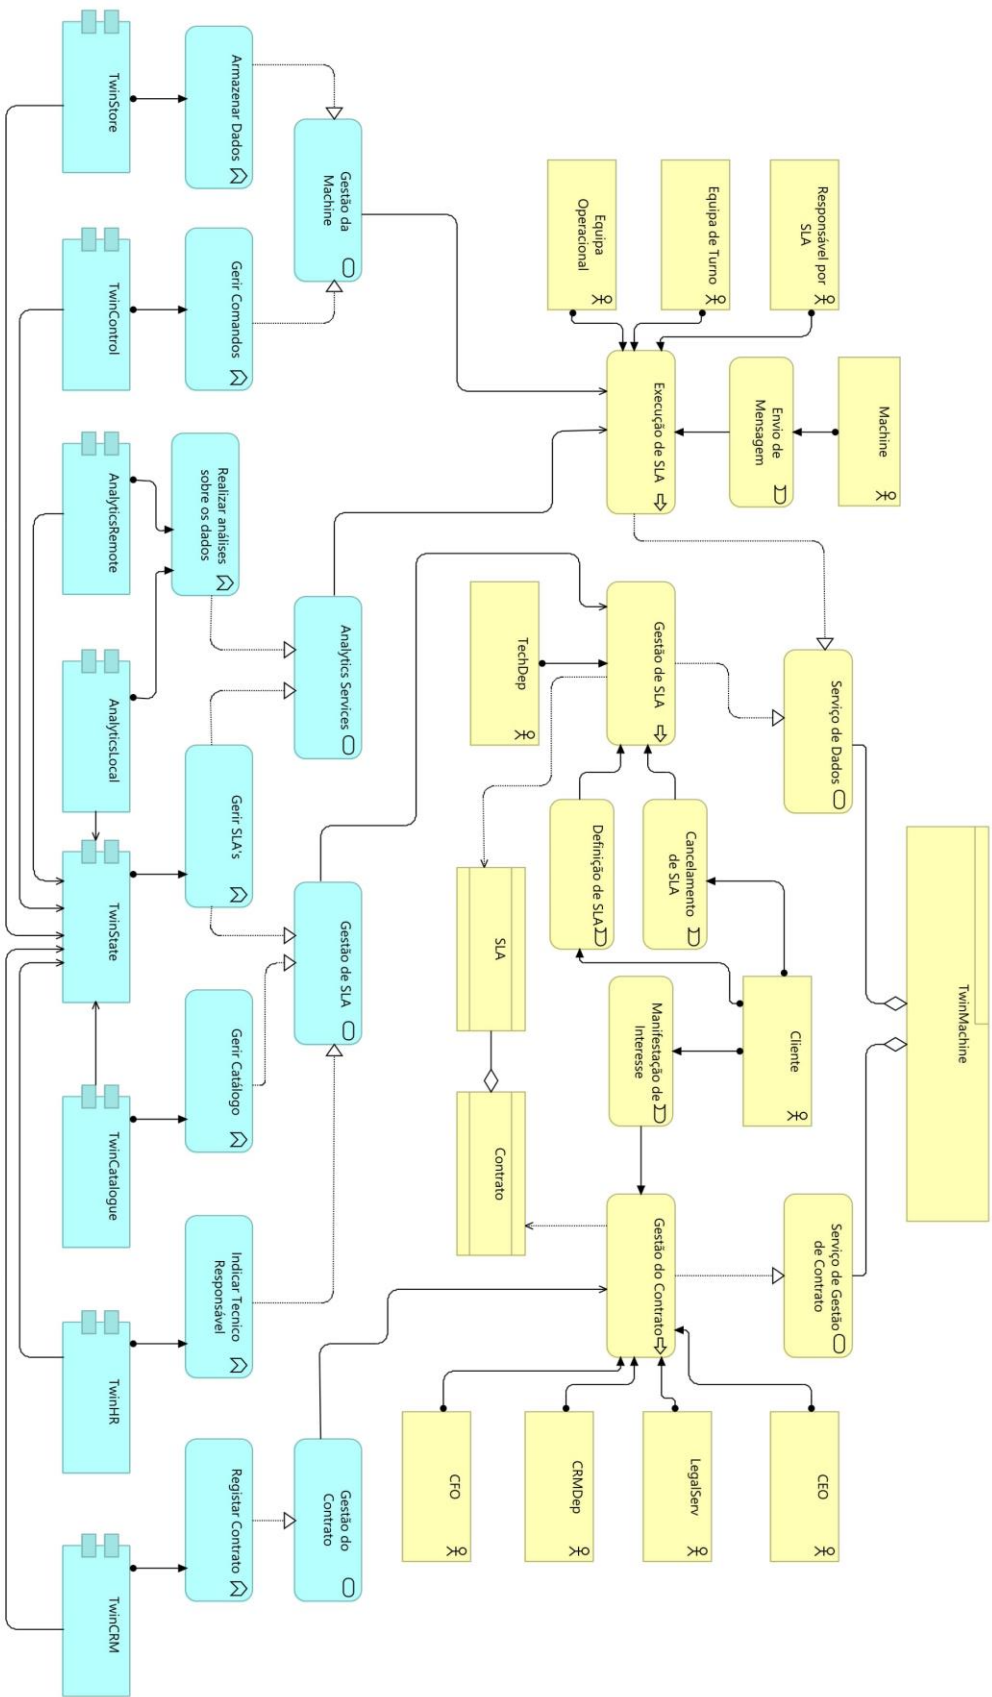 TwinMachine
Serviço de Dados
Serviço de Gestão
de Contrato
Machine
Responsável por
SLA
Cliente
CEO
Envio de
Mensagem
Equipa de Turno
Cancelamento
de SLA
Manifestação de
Interesse
LegalServ
Equipa
Operacional
Execução de SLA
Gestão de SLA
Definição de SLA
Gestão do Contrato
CRMDep
TechDep
SLA
Contrato
CFO
Gestão da
Machine
Analytics Services
Gestão de SLA
Gestão do
Contrato
Armazenar Dados
Gerir Comandos
Realizar análises
sobre os dados
Gerir SLA's
Gerir Catálogo
Indicar Tecnico
Responsável
Registar Contrato
TwinStore
TwinControl
AnalyticsRemote
AnalyticsLocal
TwinState
TwinCatalogue
TwinHR
TwinCRM